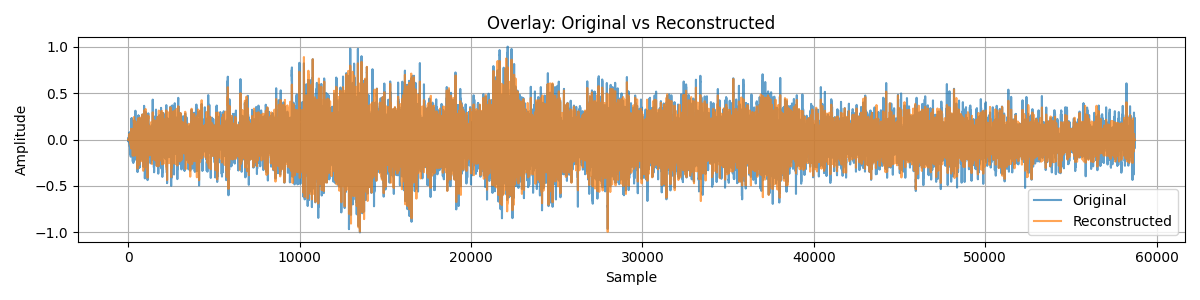 Overlay: Original vs Reconstructed
1.0
0.5
0.0
−0.5
−1.0
Amplitude
Original
Reconstructed
0
10000
20000
30000
40000
50000
60000
Sample